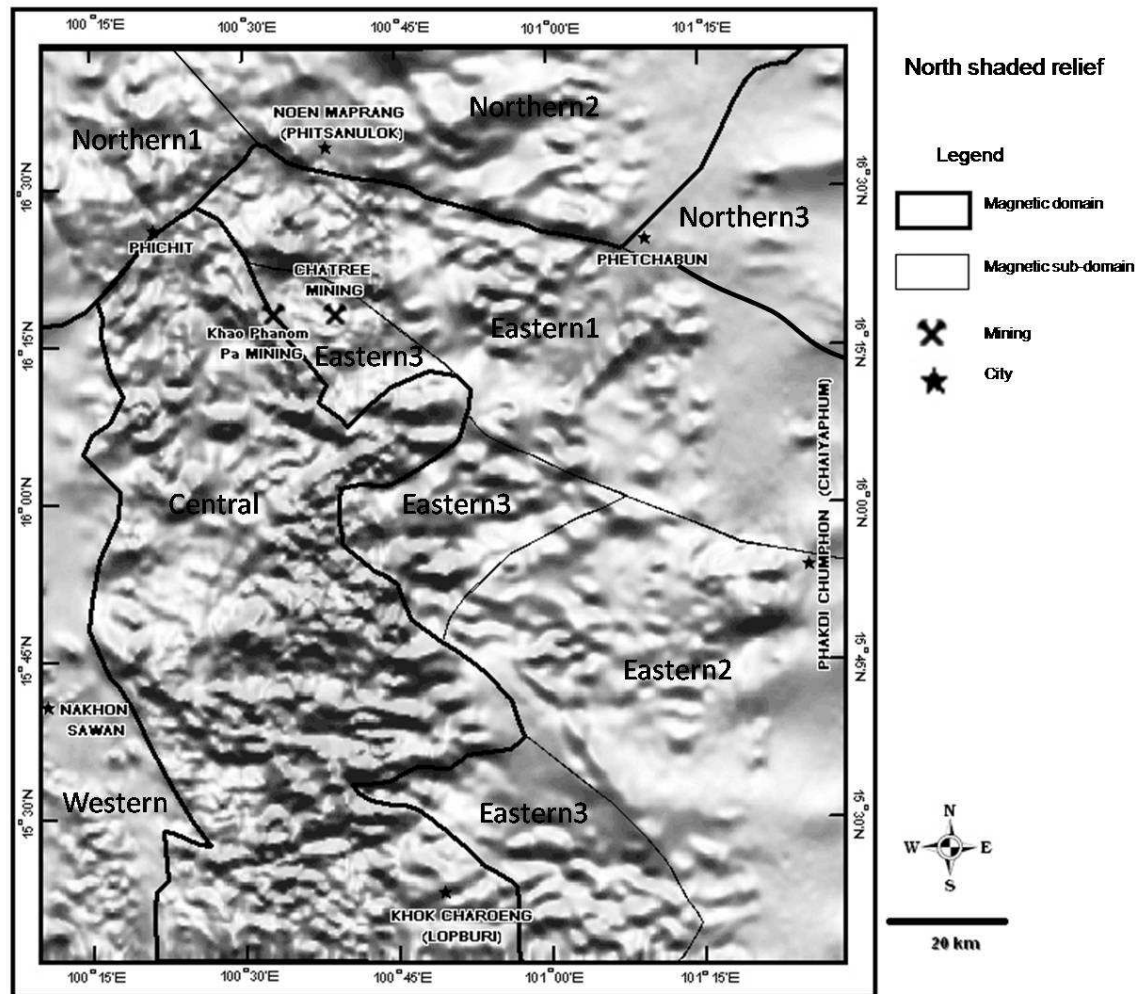 100°15'E 100°30'E 100°45'E 101°00'E 101°15'E
North shaded relief
Legend
Magnetic domain
Magnetic sub-domain
Mining
City
Northern1
Northern2
Northern3
NOEN MAPRANG
(PHITSANULOK)
16°30'N
16°30'N
PHICHIT
PHETCHABUN
CHATREE
MINING
Khao Phanom
Pa MINING
Eastern1
Eastern3
16°15'N
16°15'N
PHAKDI CHUMPHON (CHAIYAPHUM)
Central
Eastern3
16°00'N
16°00'N
15°45'N
15°45'N
Eastern2
NAKHON
SAWAN
Western
Eastern3
15°30'N
15°30'N
KHOK CHAROENG
(LOPBURI)
N
W E
S
20 km
100°15'E 100°30'E 100°45'E 101°00'E 101°15'E